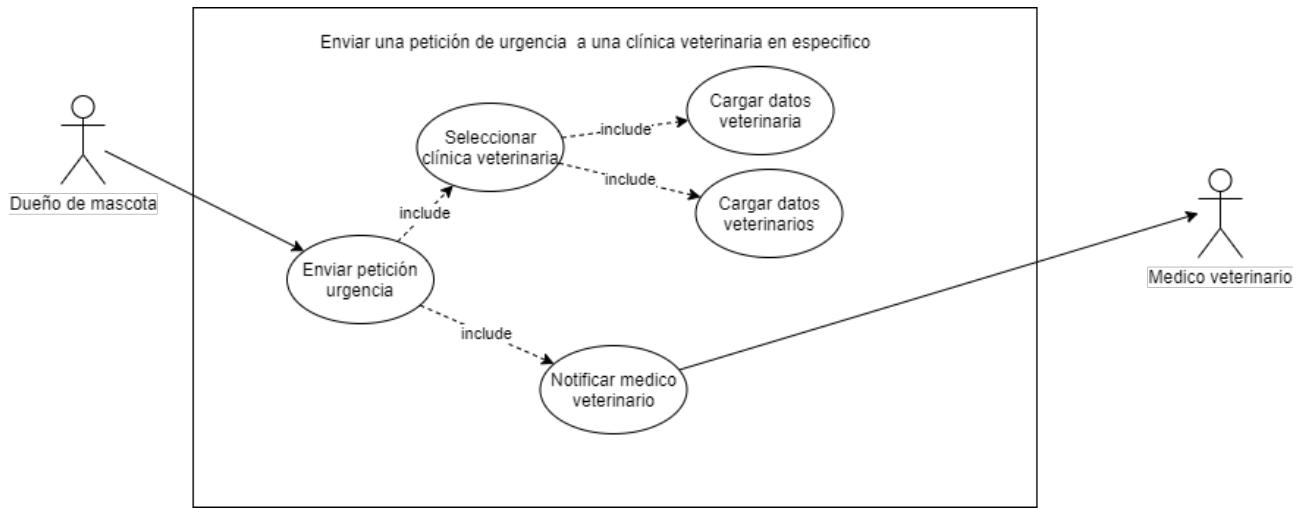 Enviar una petición de urgencia a una clínica veterinaria en especifico
Cargar datos
veterinaria
include
Seleccionar
clínica veterinaria
include
Cargar datos
veterinarios
Dueño de mascota
include
Enviar petición
urgencia
Medico veterinario
include
Notificar medico
veterinario